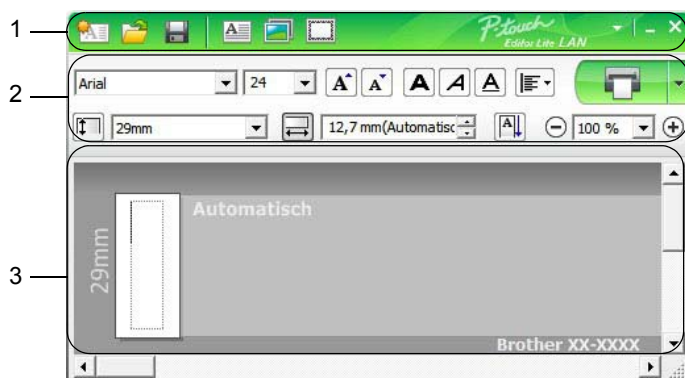 1
P-touch
Editor Lite LAN
2
Arial 24 A A A A A
29mm 12,7 mm(Automatisc A 100 %
3
Automatisch
29mm
Brother XX-XXXX